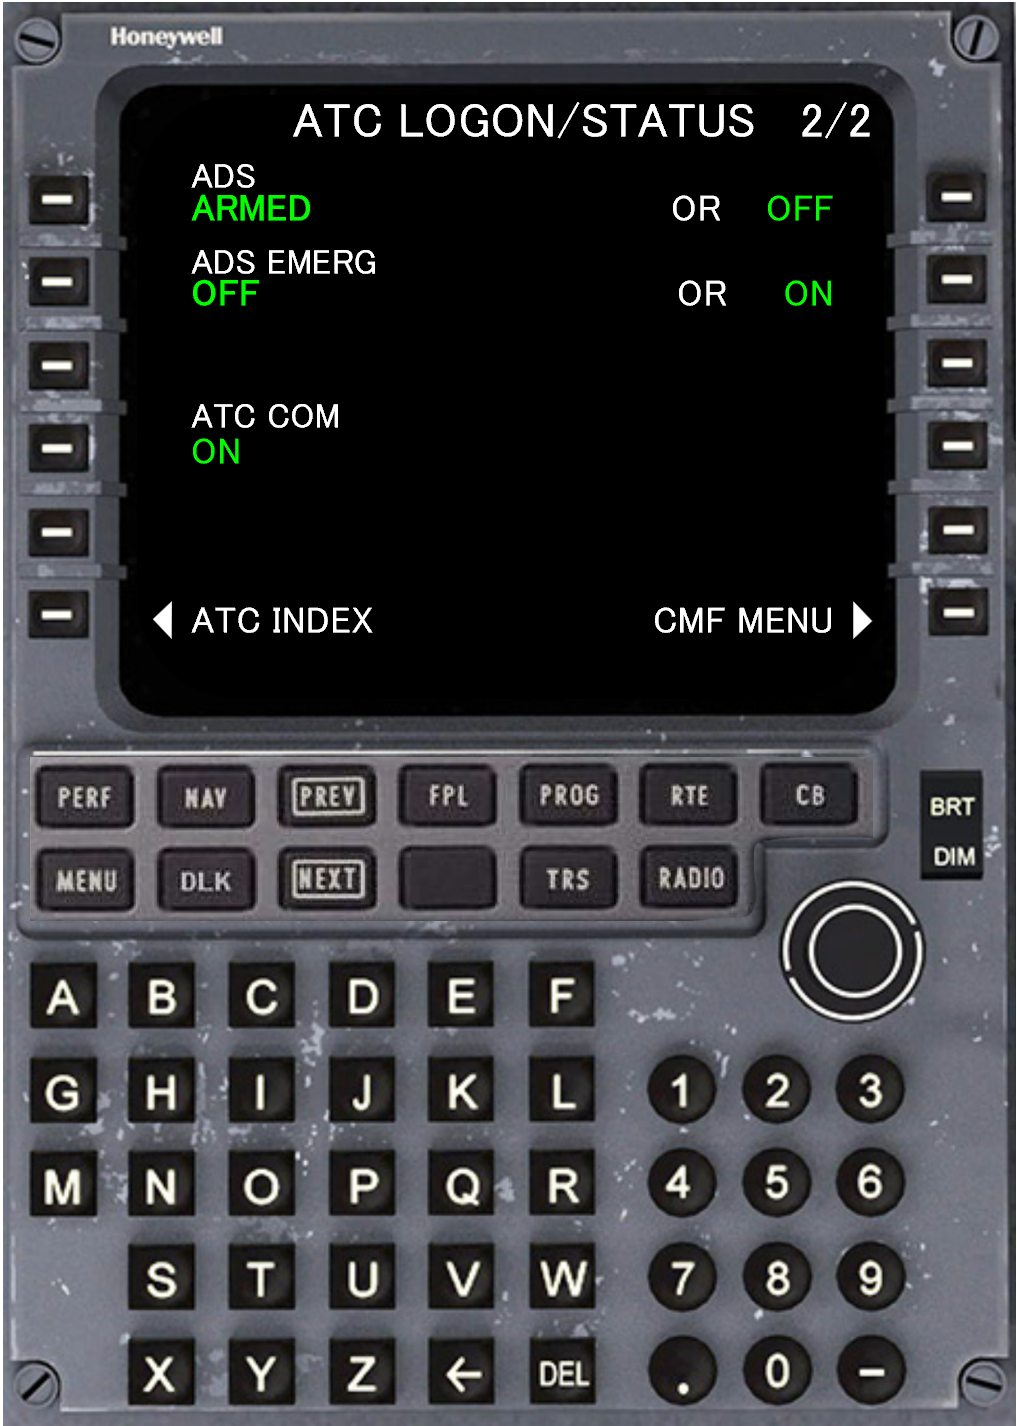 Honeywell
ATC LOGON/STATUS 2/2
ADS
ARMED OR OFF
ADS EMERG
OFF OR ON
ATC COM
ON
ATC INDEX CMF MENU
PERF NAV PREV FPL PROG RTE CB
BRT
MENU DLK NEXT TRS RADIO
DIM
A B C D E F
G H I J K L 1 2 3
M N O P Q R 4 5 6
S T U V W 7 8 9
X Y Z ← DEL . 0 -